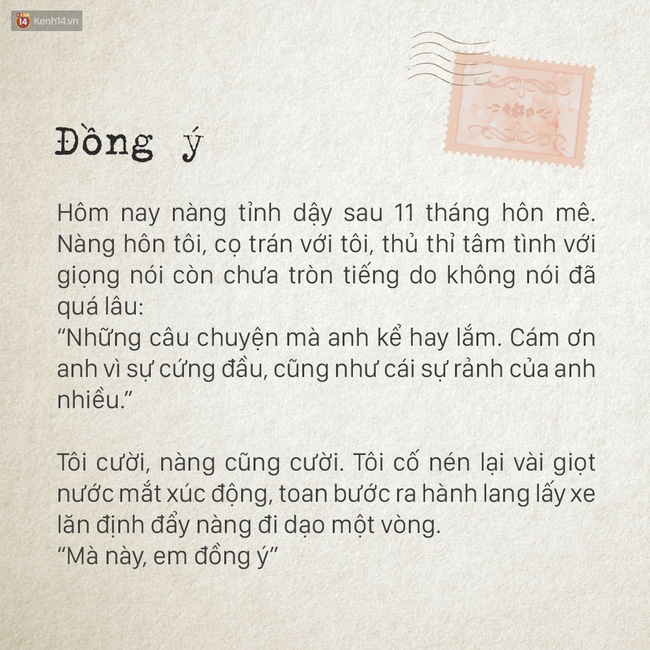 14 Kenh14.vn
Đồng ý
Hôm nay nàng tỉnh dậy sau 11 tháng hôn mê.
Nàng hôn tôi, cọ trán với tôi, thủ thỉ tâm tình với
giọng nói còn chưa tròn tiếng do không nói đã
quá lâu:
“Những câu chuyện mà anh kể hay lắm. Cám ơn
anh vì sự cứng đầu, cũng như cái sự rảnh của anh
nhiều.”
Tôi cười, nàng cũng cười. Tôi cố nén lại vài giọt
nước mắt xúc động, toan bước ra hành lang lấy xe
lăn định đẩy nàng đi dạo một vòng.
“Mà này, em đồng ý”